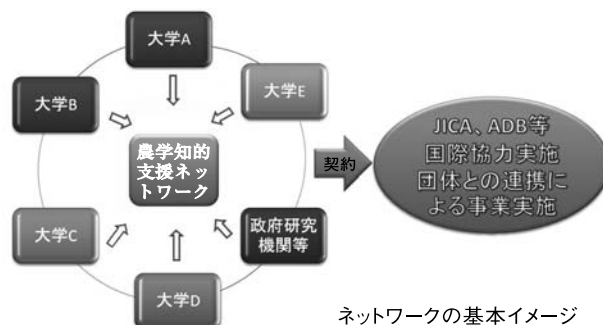 大学A
大学B
大学E
農学知的
支援ネッ
トワーク
契約
JICA、ADB等
国際協力実施
団体との連携に
よる事業実施
大学C
政府研究
機関等
大学D
ネットワークの基本イメージ